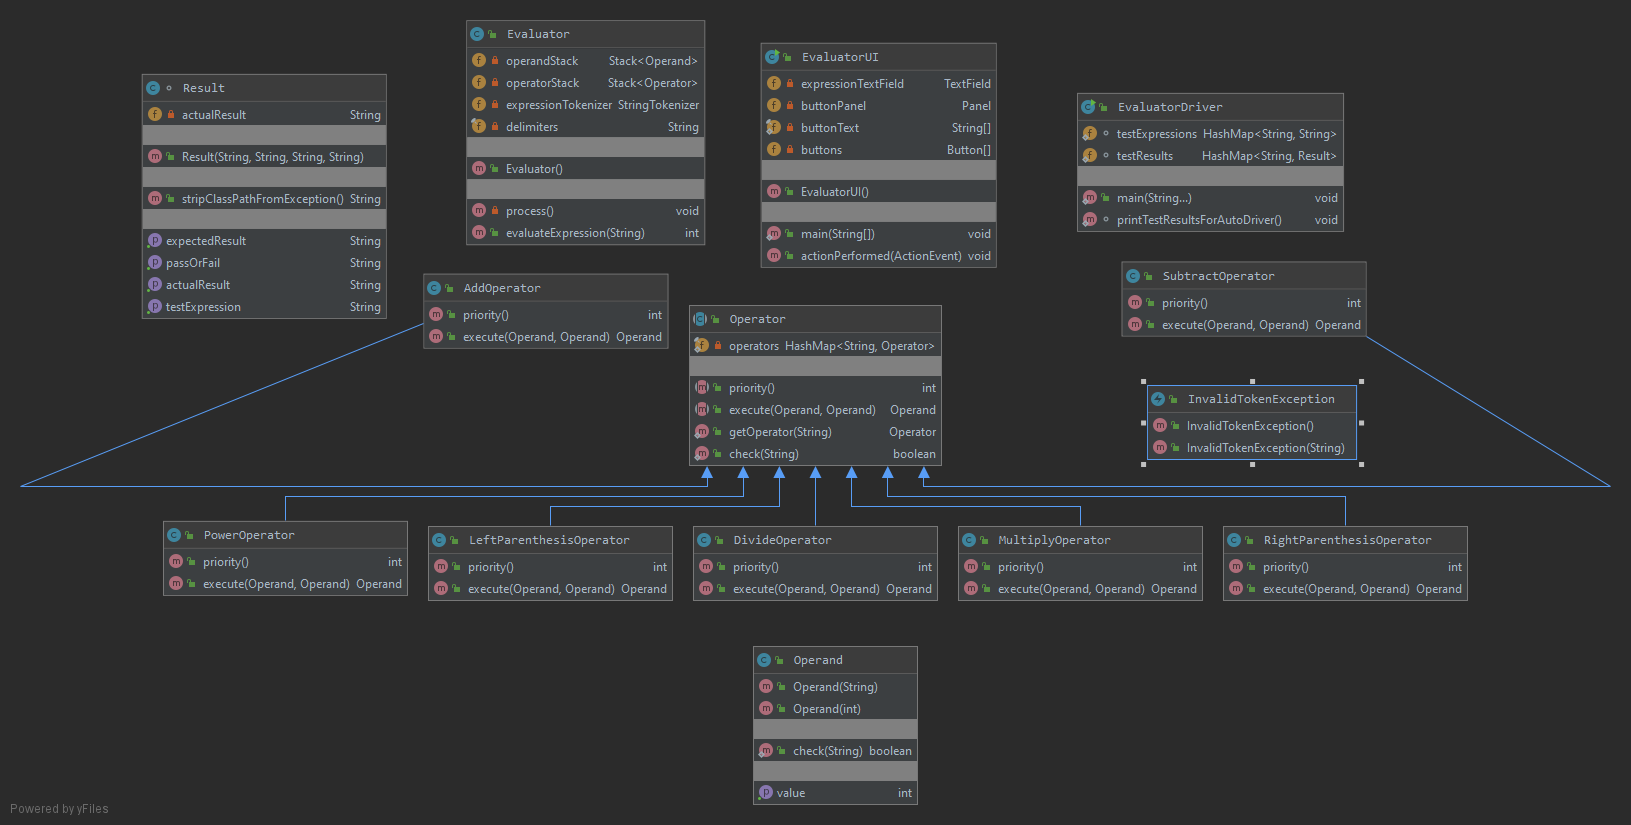 Result
actualResult String
Result(String, String, String, String)
stripClassPathFromException() String
expectedResult String
passOrFail String
actualResult String
testExpression String
Evaluator
operandStack Stack<Operand>
operatorStack Stack<Operator>
expressionTokenizer StringTokenizer
delimiters String
Evaluator()
process() void
evaluateExpression(String) int
EvaluatorUI
expressionTextField TextField
buttonPanel Panel
buttonText String[]
buttons Button[]
EvaluatorUI()
main(String[]) void
actionPerformed(ActionEvent) void
EvaluatorDriver
testExpressions HashMap<String, String>
testResults HashMap<String, Result>
main(String...) void
printTestResultsForAutoDriver() void
AddOperator
priority() int
execute(Operand, Operand) Operand
Operator
operators HashMap<String, Operator>
priority() int
execute(Operand, Operand) Operand
getOperator(String) Operator
check(String) boolean
SubtractOperator
priority() int
execute(Operand, Operand) Operand
InvalidTokenException
InvalidTokenException()
InvalidTokenException(String)
PowerOperator
priority() int
execute(Operand, Operand) Operand
LeftParenthesisOperator
priority() int
execute(Operand, Operand) Operand
DivideOperator
priority() int
execute(Operand, Operand) Operand
MultiplyOperator
priority() int
execute(Operand, Operand) Operand
RightParenthesisOperator
priority() int
execute(Operand, Operand) Operand
Operand
Operand(String)
Operand(int)
check(String) boolean
value int
Powered by yFiles